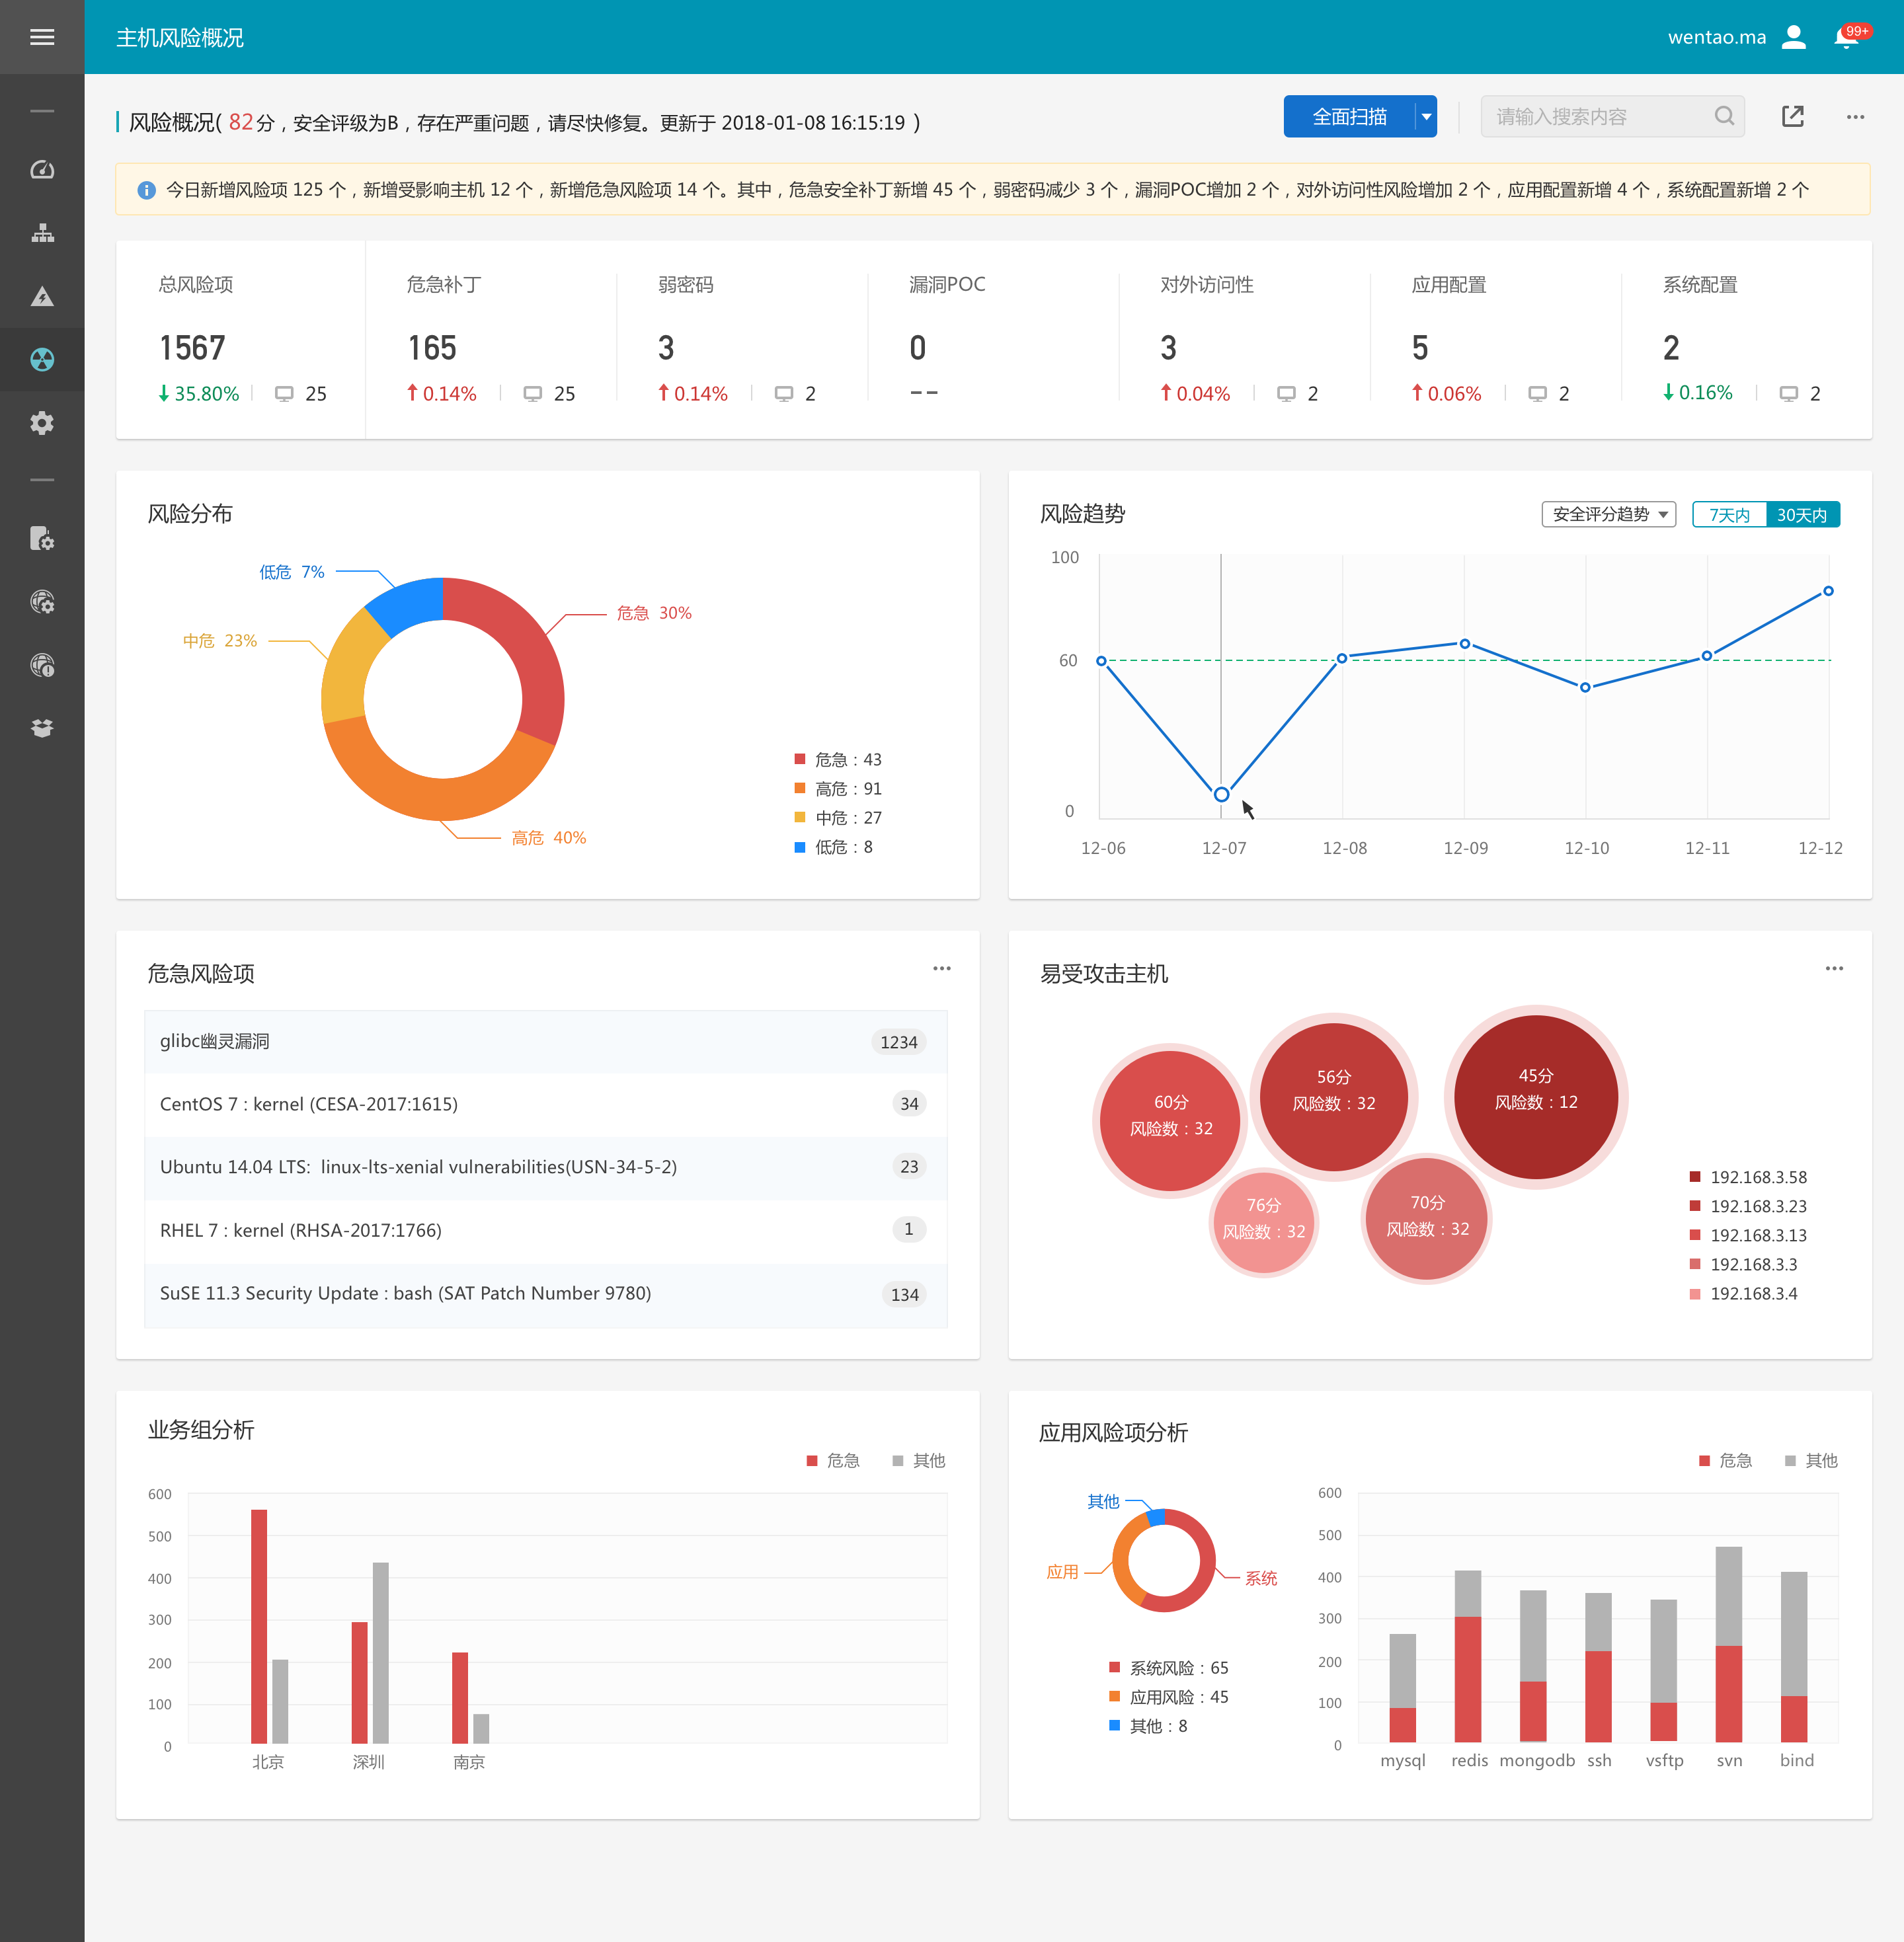 主机风险概况
wentao.ma
99+
风险概况( 82分，安全评级为B，存在严重问题，请尽快修复。更新于 2018-01-08 16:15:19 )
全面扫描
请输入搜索内容
今日新增风险项 125 个，新增受影响主机 12 个，新增危急风险项 14 个。其中，危急安全补丁新增 45 个，弱密码减少 3 个，漏洞POC增加 2 个，对外访问性风险增加 2 个，应用配置新增 4 个，系统配置新增 2 个
总风险项
1567
35.80%
25
危急补丁
165
0.14%
25
弱密码
3
0.14%
2
漏洞POC
0
--
对外访问性
3
0.04%
2
应用配置
5
0.06%
2
系统配置
2
0.16%
2
风险分布
低危 7%
危急 30%
中危 23%
高危 40%
危急：43
高危：91
中危：27
低危：8
风险趋势
安全评分趋势
7天内
30天内
100
60
0
12-06
12-07
12-08
12-09
12-10
12-11
12-12
危急风险项
glibc幽灵漏洞
1234
CentOS 7 : kernel (CESA-2017:1615)
34
Ubuntu 14.04 LTS:  linux-lts-xenial vulnerabilities(USN-34-5-2)
23
RHEL 7 : kernel (RHSA-2017:1766)
1
SuSE 11.3 Security Update : bash (SAT Patch Number 9780)
134
易受攻击主机
60分
风险数：32
56分
风险数：32
45分
风险数：12
76分
风险数：32
70分
风险数：32
192.168.3.58
192.168.3.23
192.168.3.13
192.168.3.3
192.168.3.4
业务组分析
危急
其他
600
500
400
300
200
100
0
北京
深圳
南京
应用风险项分析
危急
其他
其他
应用
系统
系统风险：65
应用风险：45
其他：8
600
500
400
300
200
100
0
mysql
redis
mongodb
ssh
vsftp
svn
bind